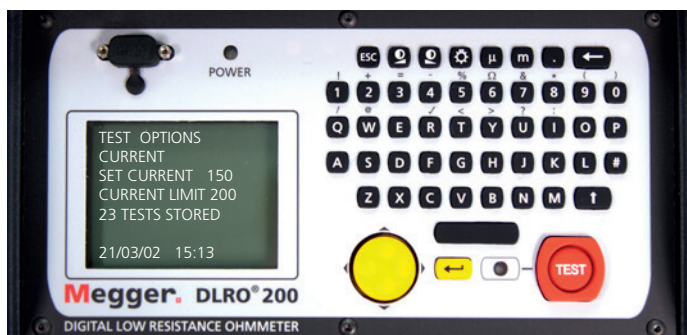 POWER
TEST OPTIONS
CURRENT
SET CURRENT 150
CURRENT LIMIT 200
23 TESTS STORED
21/03/02 15:13
ESC µ m . ←
! + = - % Ω & * ( )
1 2 3 4 5 6 7 8 9 0
/ @ ✓ < > ? :
Q W E R T Y U I O P
A S D F G H J K L #
Z X C V B N M ↑
TEST
Megger. DLRO® 200
DIGITAL LOW RESISTANCE OHMMETER